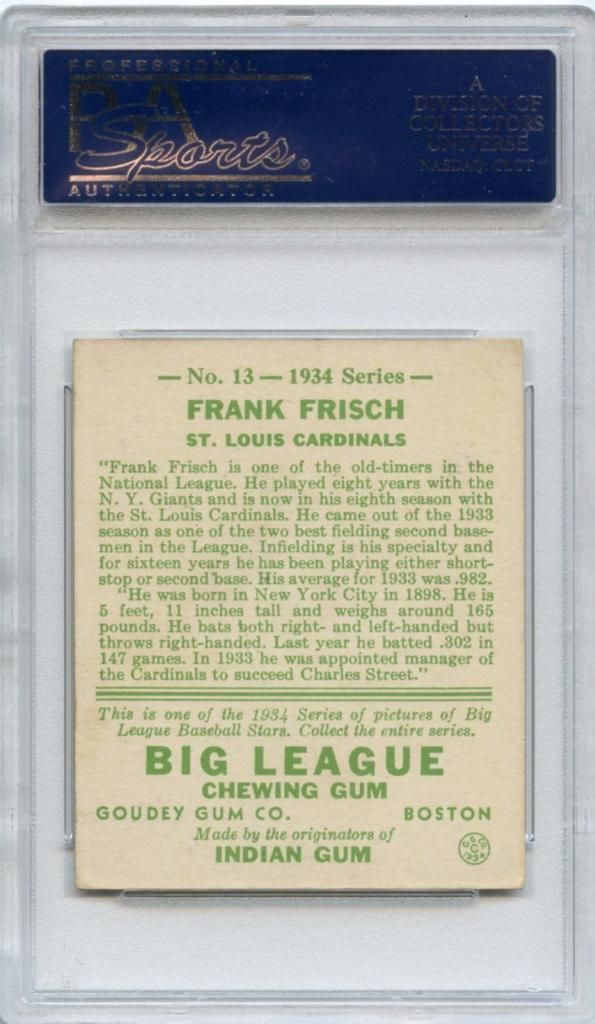 PROFESSIONAL
PSA
Sports®
AUTHENTICATOR
A
DIVISION OF
COLLECTORS
UNIVERSE
NASDAQ: CLCT
— No. 13 — 1934 Series —
FRANK FRISCH
ST. LOUIS CARDINALS
"Frank Frisch is one of the old-timers in the
National League. He played eight years with the
N. Y. Giants and is now in his eighth season with
the St. Louis Cardinals. He came out of the 1933
season as one of the two best fielding second base-
men in the League. Infielding is his specialty and
for sixteen years he has been playing either short-
stop or second base. His average for 1933 was .982.
"He was born in New York City in 1898. He is
5 feet, 11 inches tall and weighs around 165
pounds. He bats both right- and left-handed but
throws right-handed. Last year he batted .302 in
147 games. In 1933 he was appointed manager of
the Cardinals to succeed Charles Street."
This is one of the 1934 Series of pictures of Big
League Baseball Stars. Collect the entire series.
BIG LEAGUE
CHEWING GUM
GOUDEY GUM CO. BOSTON
Made by the originators of
INDIAN GUM
G. G. CO.
C
1934